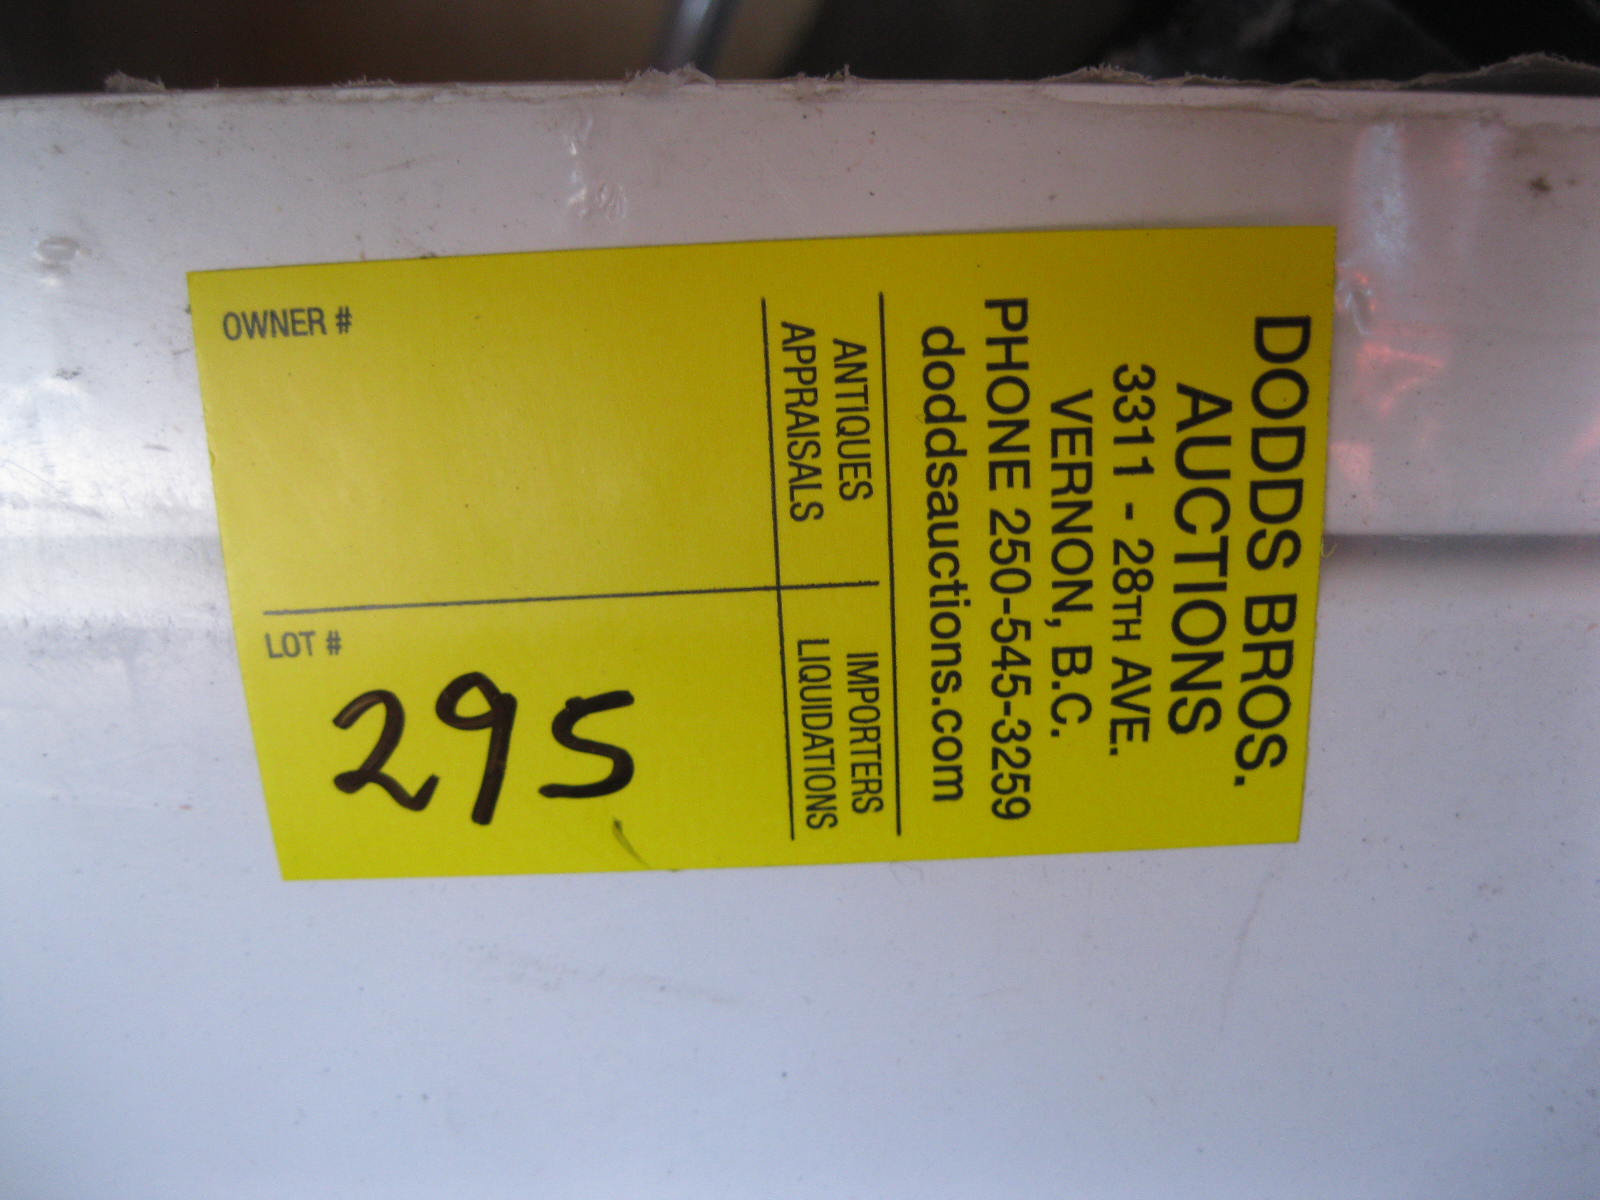 DODDS BROS.
AUCTIONS
3311 - 28TH AVE.
VERNON, B.C.
PHONE 250-545-3259
doddsauctions.com
ANTIQUES
APPRAISALS
IMPORTERS
LIQUIDATIONS
OWNER #
LOT #
295